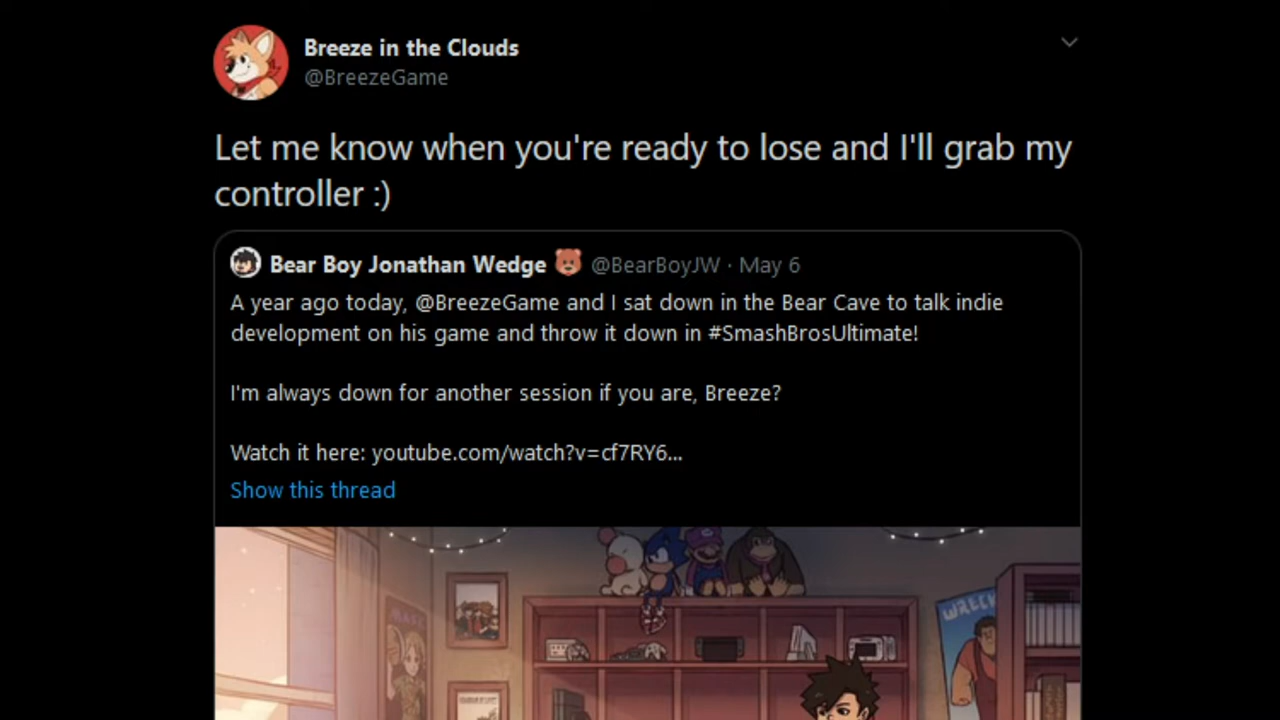 Breeze in the Clouds
@BreezeGame
Let me know when you're ready to lose and I'll grab my
controller :)
Bear Boy Jonathan Wedge 🐻 @BearBoyJW · May 6
A year ago today, @BreezeGame and I sat down in the Bear Cave to talk indie
development on his game and throw it down in #SmashBrosUltimate!
I'm always down for another session if you are, Breeze?
Watch it here: youtube.com/watch?v=cf7RY6...
Show this thread
WRECK